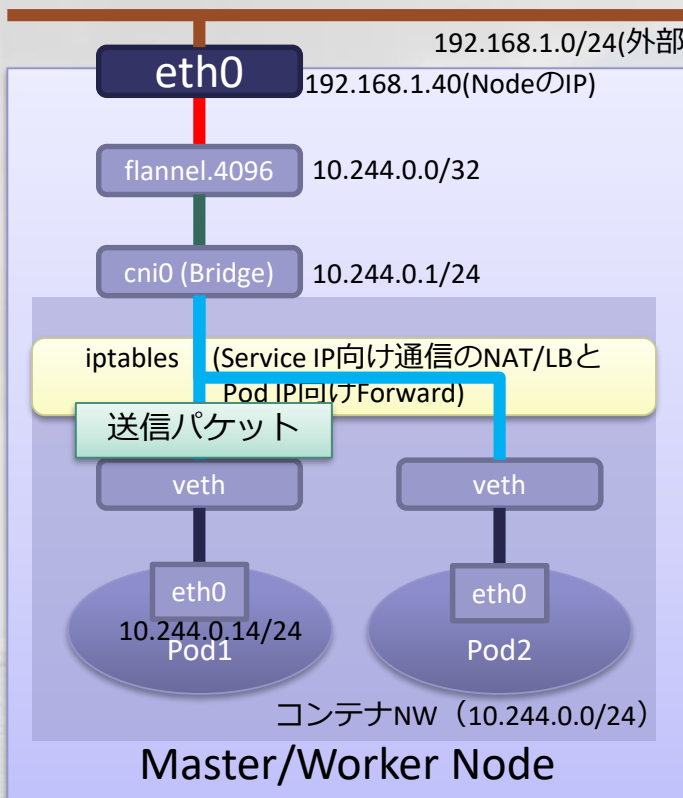 192.168.1.0/24(外部
eth0
192.168.1.40(NodeのIP)
flannel.4096
10.244.0.0/32
cni0 (Bridge)
10.244.0.1/24
iptables (Service IP向け通信のNAT/LBと
Pod IP向けForward)
送信パケット
veth
veth
eth0
eth0
10.244.0.14/24
Pod1
Pod2
コンテナNW（10.244.0.0/24）
Master/Worker Node